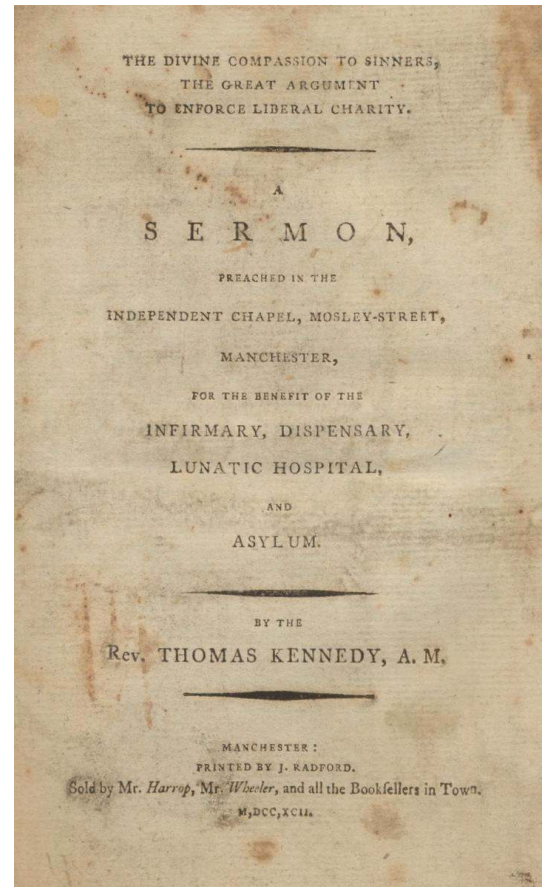 THE DIVINE COMPASSION TO SINNERS,
THE GREAT ARGUMENT
TO ENFORCE LIBERAL CHARITY.
A
SERMON,
PREACHED IN THE
INDEPENDENT CHAPEL, MOSLEY-STREET,
MANCHESTER,
FOR THE BENEFIT OF THE
INFIRMARY, DISPENSARY,
LUNATIC HOSPITAL,
AND
ASYLUM.
BY THE
Rev. THOMAS KENNEDY, A. M.
MANCHESTER:
PRINTED BY J. RADFORD.
Sold by Mr. Harrop, Mr. Wheeler, and all the Bookſellers in Town.
M,DCC,XCII.